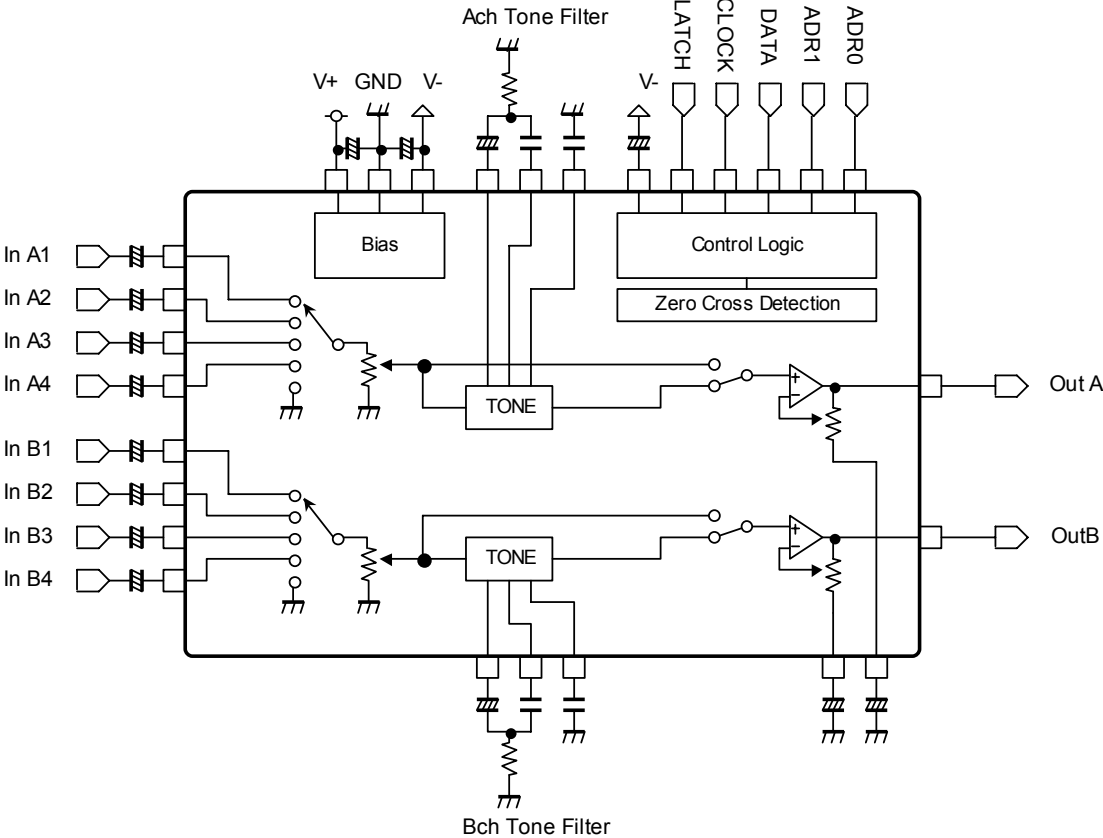 Ach Tone Filter
LATCH
CLOCK
DATA
ADR1
ADR0
V+
GND
V-
V-
Bias
Control Logic
Zero Cross Detection
In A1
In A2
In A3
In A4
TONE
Out A
In B1
In B2
In B3
In B4
TONE
OutB
Bch Tone Filter